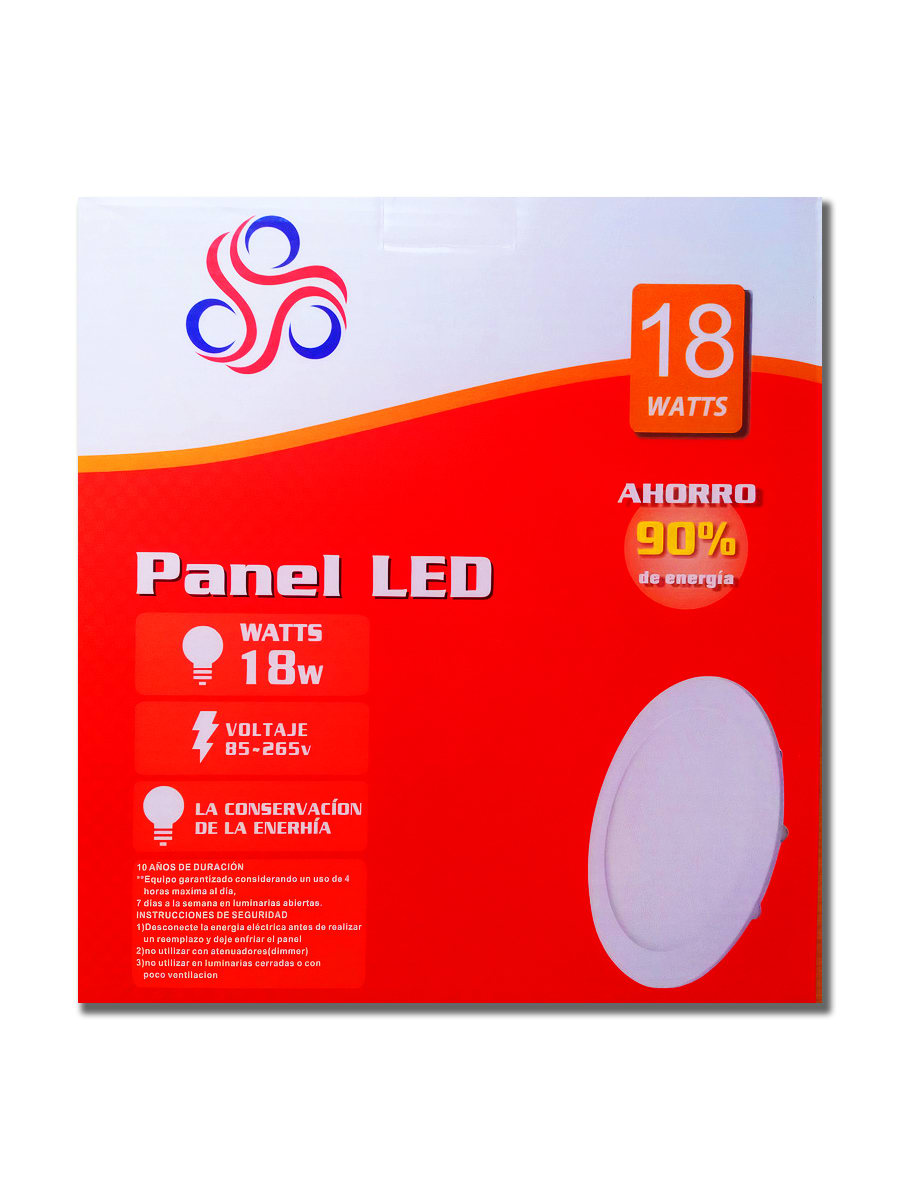 18
WATTS
AHORRO
90%
de energía
Panel LED
WATTS
18W
VOLTAJE
85~265v
LA CONSERVACÍON
DE LA ENERHÍA
10 AÑOS DE DURACIÓN
**Equipo garantizado considerando un uso de 4
horas maxima al día,
7 días a la semana en luminarias abiertas.
INSTRUCCIONES DE SEGURIDAD
1)Desconecte la energia eléctrica antes de realizar
un reemplazo y deje enfriar el panel
2)no utilizar con atenuadores(dimmer)
3)no utilizar en luminarias cerradas o con
poco ventilacion